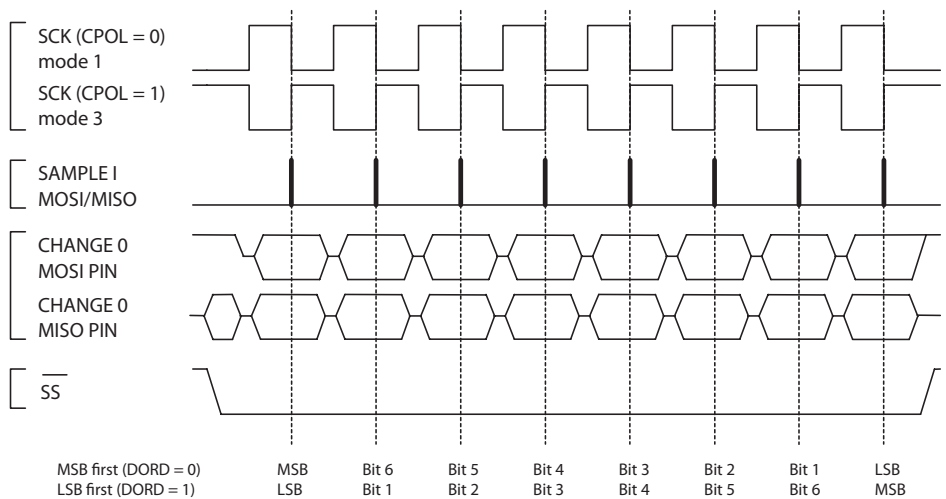 SCK (CPOL = 0)
mode 1
SCK (CPOL = 1)
mode 3
SAMPLE I
MOSI/MISO
CHANGE 0
MOSI PIN
CHANGE 0
MISO PIN
SS
MSB first (DORD = 0) MSB Bit 6 Bit 5 Bit 4 Bit 3 Bit 2 Bit 1 LSB
LSB first (DORD = 1) LSB Bit 1 Bit 2 Bit 3 Bit 4 Bit 5 Bit 6 MSB